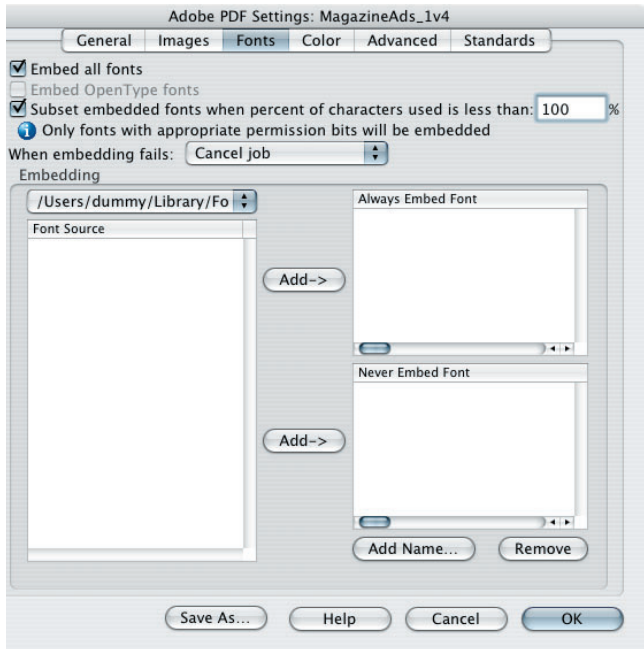 Adobe PDF Settings: MagazineAds_1v4
General Images Fonts Color Advanced Standards
Embed all fonts
Embed OpenType fonts
Subset embedded fonts when percent of characters used is less than: 100 %
Only fonts with appropriate permission bits will be embedded
When embedding fails: Cancel job
Embedding
/Users/dummy/Library/Fo
Font Source
Always Embed Font
Add->
Never Embed Font
Add->
Add Name... Remove
Save As... Help Cancel OK